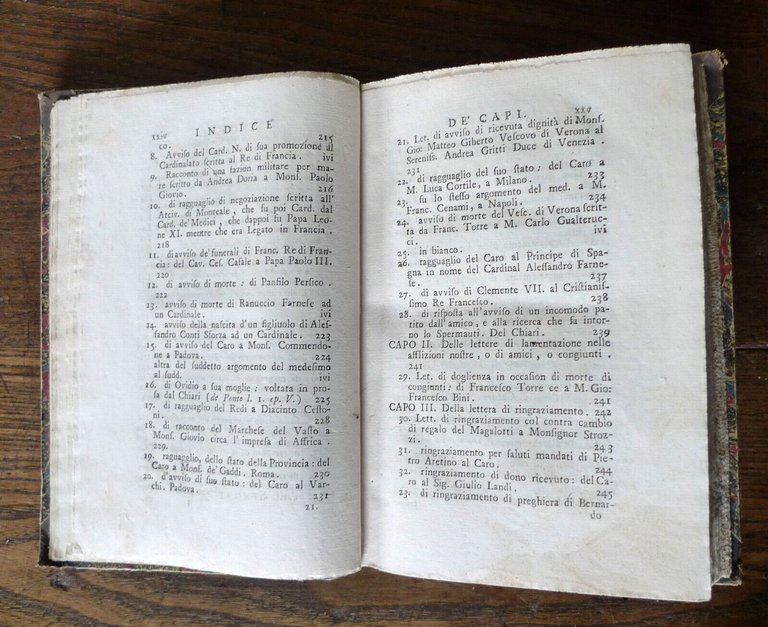 xxiv
INDICE
co.
215
8. Avviso del Card. N. di sua promozione al
Cardinalato scritta al Re di Francia.
ivi
9. Racconto di una fazion militare per ma-
re scritto da Andrea Doria a Mons. Paolo
Giovio.
216
10. di ragguaglio di negoziazione scritta all'
Arciv. di Monreale, che fu poi Card. dal
Card. de' Medici, che dappoi fu Papa Leo-
ne XI. mentre che era Legato in Francia.
218
11. di avviso de' funerali di Franc. Re di Fran-
cia: del Cav. Ces. Casale a Papa Paolo III.
220
12. di avviso di morte: di Panfilo Persico.
222
13. avviso di morte di Ranuccio Farnese ad
un Cardinale.
ivi
14. avviso della nascita d'un figliuolo di Ales-
sandro Conti Sforza ad un Cardinale. 223
15. di avviso del Caro a Mons. Commendo-
ne a Padova.
224
altra del suddetto argomento del medesimo
al sudd.
ivi
16. di Ovidio a sua moglie: voltata in pro-
sa dal Chiari (de Ponto l. 1. ep. V.) 225
17. di ragguaglio del Redi a Diacinto Cesto-
ni.
228
18. di racconto del Marchese del Vasto a
Mons. Giovio circa l'impresa di Affrica.
229.
19. raguaglio, dello stato della Provincia: del
Caro a Mons. de' Gaddi. Roma. 230
20. d'avviso di suo stato: del Caro al Var-
chi. Padova.
231
21.
DE' CAPI.
xxv
21. Let. di avviso di ricevuta dignità di Mons.
Gio: Matteo Giberto Vescovo di Verona al
Sereniss. Andrea Gritti Duce di Venezia.
231
22. di ragguaglio del suo stato: del Caro a
M. Luca Cortile, a Milano. 233
23. di su lo stesso argomento del med. a M.
Franc. Cenami, a Napoli. 234
24. avviso di morte del Vesc. di Verona scrit-
ta da Franc. Torre a M. Carlo Gualteruc-
ci.
ivi
25. in bianco.
26. ragguaglio del Caro al Principe di Spa-
gna in nome del Cardinal Alessandro Farne-
se.
237
27. di avviso di Clemente VII. al Cristianis-
simo Re Francesco.
238
28. di risposta all'avviso di un incomodo pa-
tito dall'amico, e alla ricerca che fa intor-
no lo Spermauti. Del Chiari. 239
CAPO II. Delle lettere di lamentazione nelle
afflizioni nostre, o di amici, o congiunti.
241
29. Let. di doglienza in occasion di morte di
conginnti: di Francesco Torre ce a M. Gio:
Francesco Bini.
241
CAPO III. Della lettera di ringraziamento. 242
30. Lett. di ringraziamento col contra cambio
di regalo del Magalotti a Monsignor Stroz-
zi.
243
31. ringraziamento per saluti mandati di Pie-
tro Aretino al Caro.
244
32. ringraziamento di dono ricevuto: del Ca-
ro al Sig. Giulio Landi.
245
23. di ringraziamento di preghiera di Bernar-
do